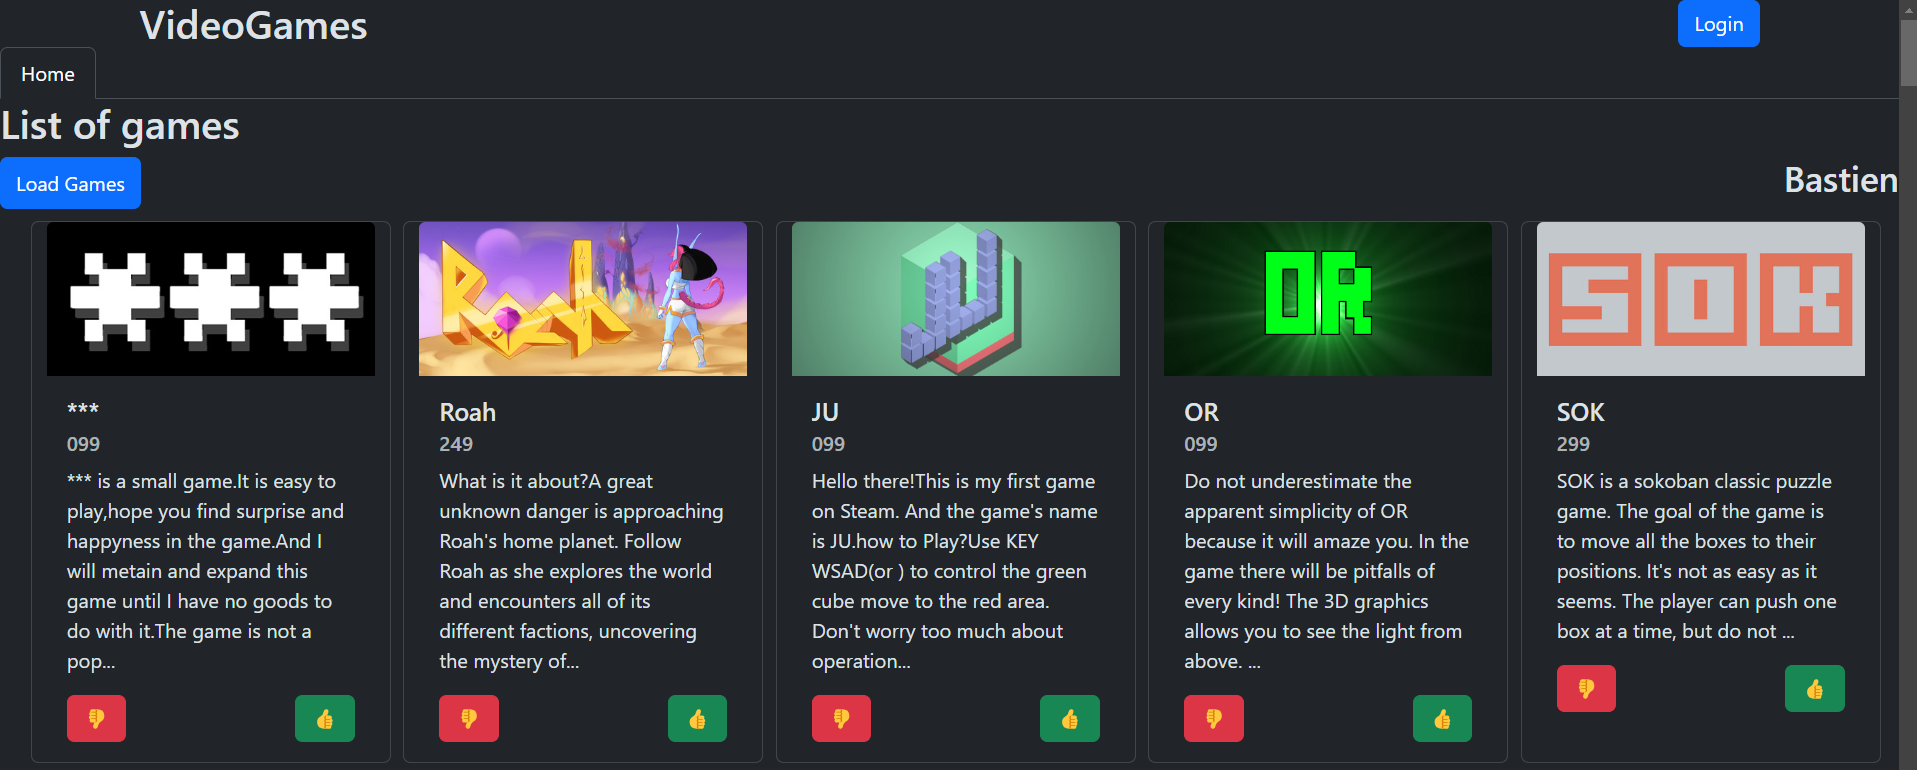 VideoGames
Login
Home
List of games
Load Games
Bastien
***
Roah
JU
OR
SOK
***
099
*** is a small game.It is easy to
play,hope you find surprise and
happyness in the game.And I
will metain and expand this
game until I have no goods to
do with it.The game is not a
pop...
Roah
249
What is it about?A great
unknown danger is approaching
Roah's home planet. Follow
Roah as she explores the world
and encounters all of its
different factions, uncovering
the mystery of...
JU
099
Hello there!This is my first game
on Steam. And the game's name
is JU.how to Play?Use KEY
WSAD(or ) to control the green
cube move to the red area.
Don't worry too much about
operation...
OR
099
Do not underestimate the
apparent simplicity of OR
because it will amaze you. In the
game there will be pitfalls of
every kind! The 3D graphics
allows you to see the light from
above. ...
SOK
299
SOK is a sokoban classic puzzle
game. The goal of the game is
to move all the boxes to their
positions. It's not as easy as it
seems. The player can push one
box at a time, but do not ...